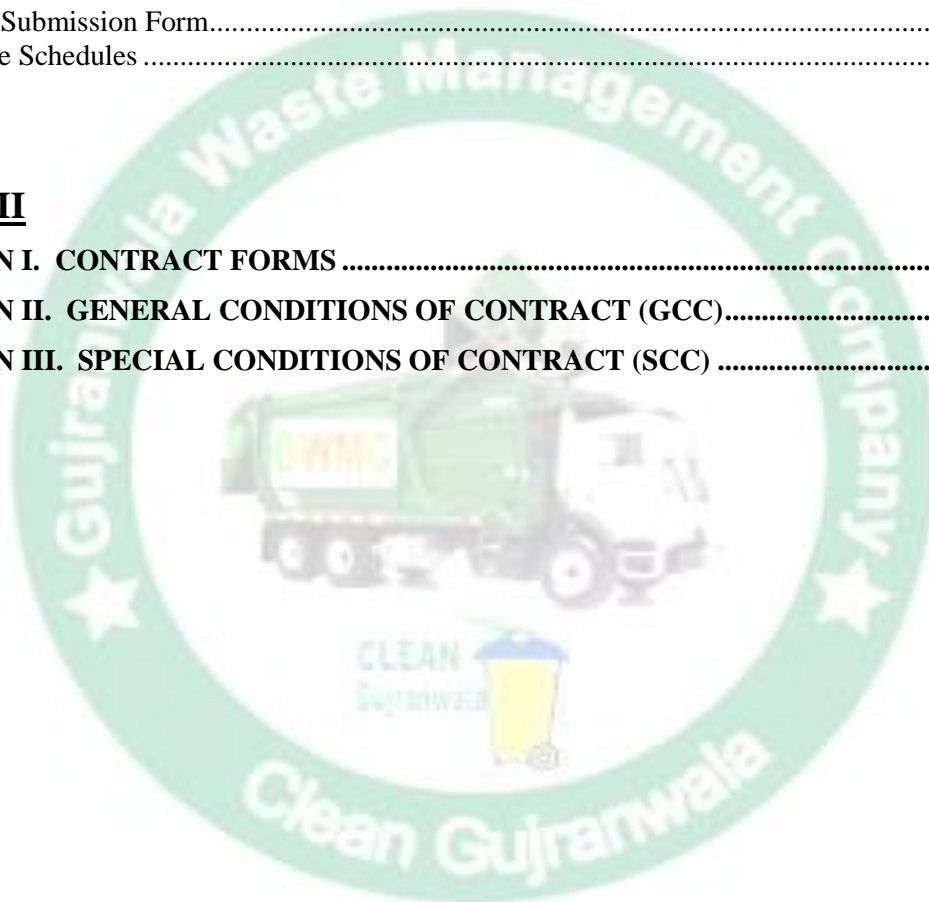 Submission Form...............................................................................................................
e Schedules .........................................................................................................................
II
N I. CONTRACT FORMS .........................................................................................
N II. GENERAL CONDITIONS OF CONTRACT (GCC)...............................
N III. SPECIAL CONDITIONS OF CONTRACT (SCC) ................................
Gujranwala Waste Management Company
GWMC
CLEAN
Gujranwala
Clean Gujranwala